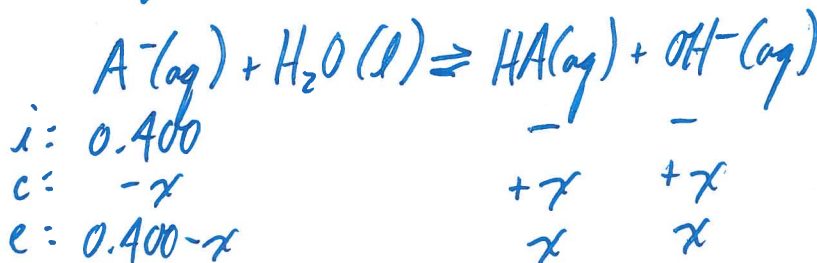 A⁻(aq) + H₂O(l) ⇌ HA(aq) + OH⁻(aq)
i: 0.400 – –
c: -x +x +x
e: 0.400-x x x